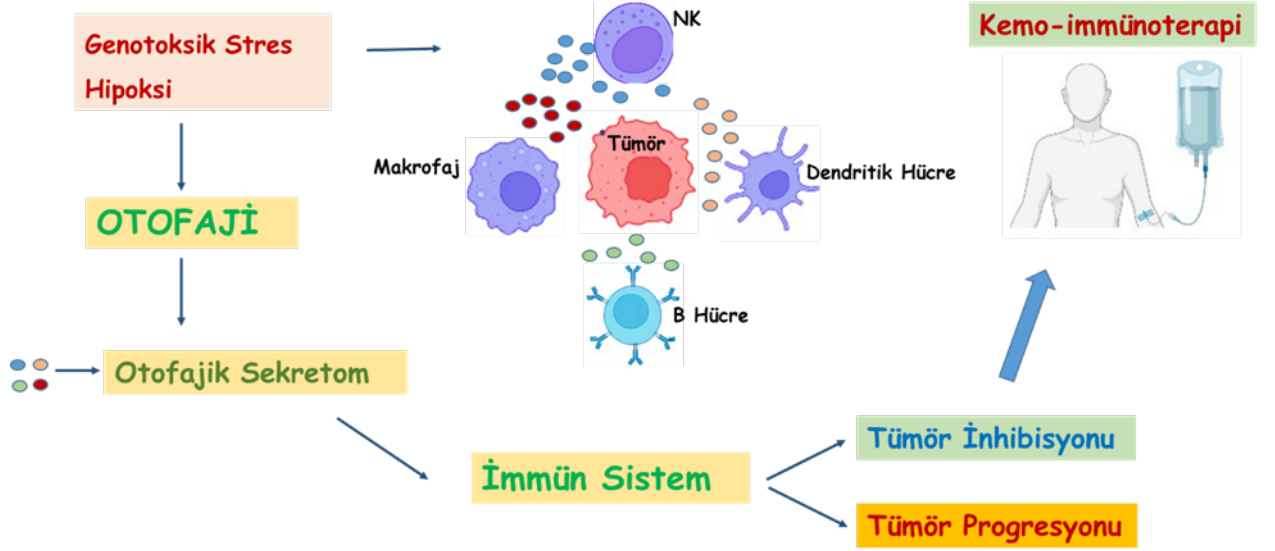 Genotoksik Stres
Hipoksi
NK
Kemo-immünoterapi
Makrofaj
Tümör
Dendritik Hücre
OTOFAJİ
B Hücre
Otofajik Sekretom
İmmün Sistem
Tümör İnhibisyonu
Tümör Progresyonu